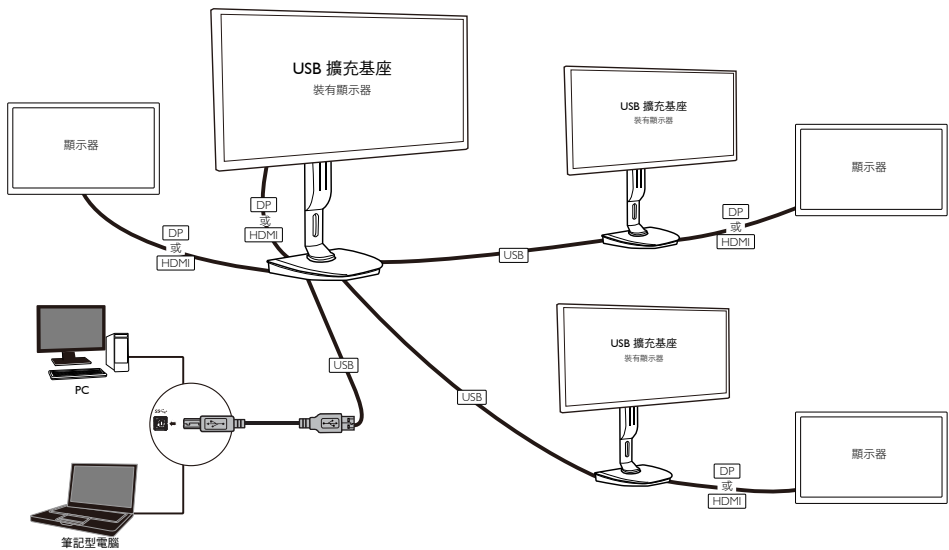 USB 擴充基座
裝有顯示器
USB 擴充基座
裝有顯示器
顯示器
顯示器
DP
或
HDMI
DP
或
HDMI
DP
或
HDMI
USB
USB 擴充基座
裝有顯示器
USB
PC
USB
SS
顯示器
DP
或
HDMI
筆記型電腦